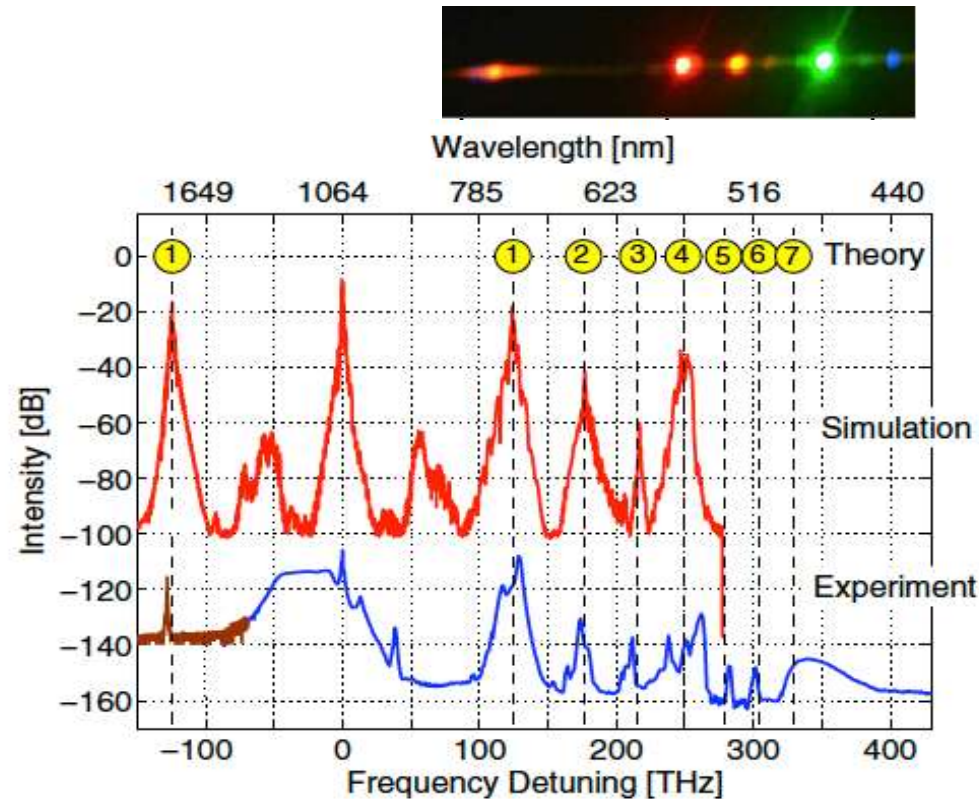 Wavelength [nm]
1649 1064 785 623 516 440
0 1 1 2 3 4 5 6 7 Theory
−20
−40
−60
Simulation
−80
−100
−120 Experiment
−140
−160
Intensity [dB]
−100 0 100 200 300 400
Frequency Detuning [THz]